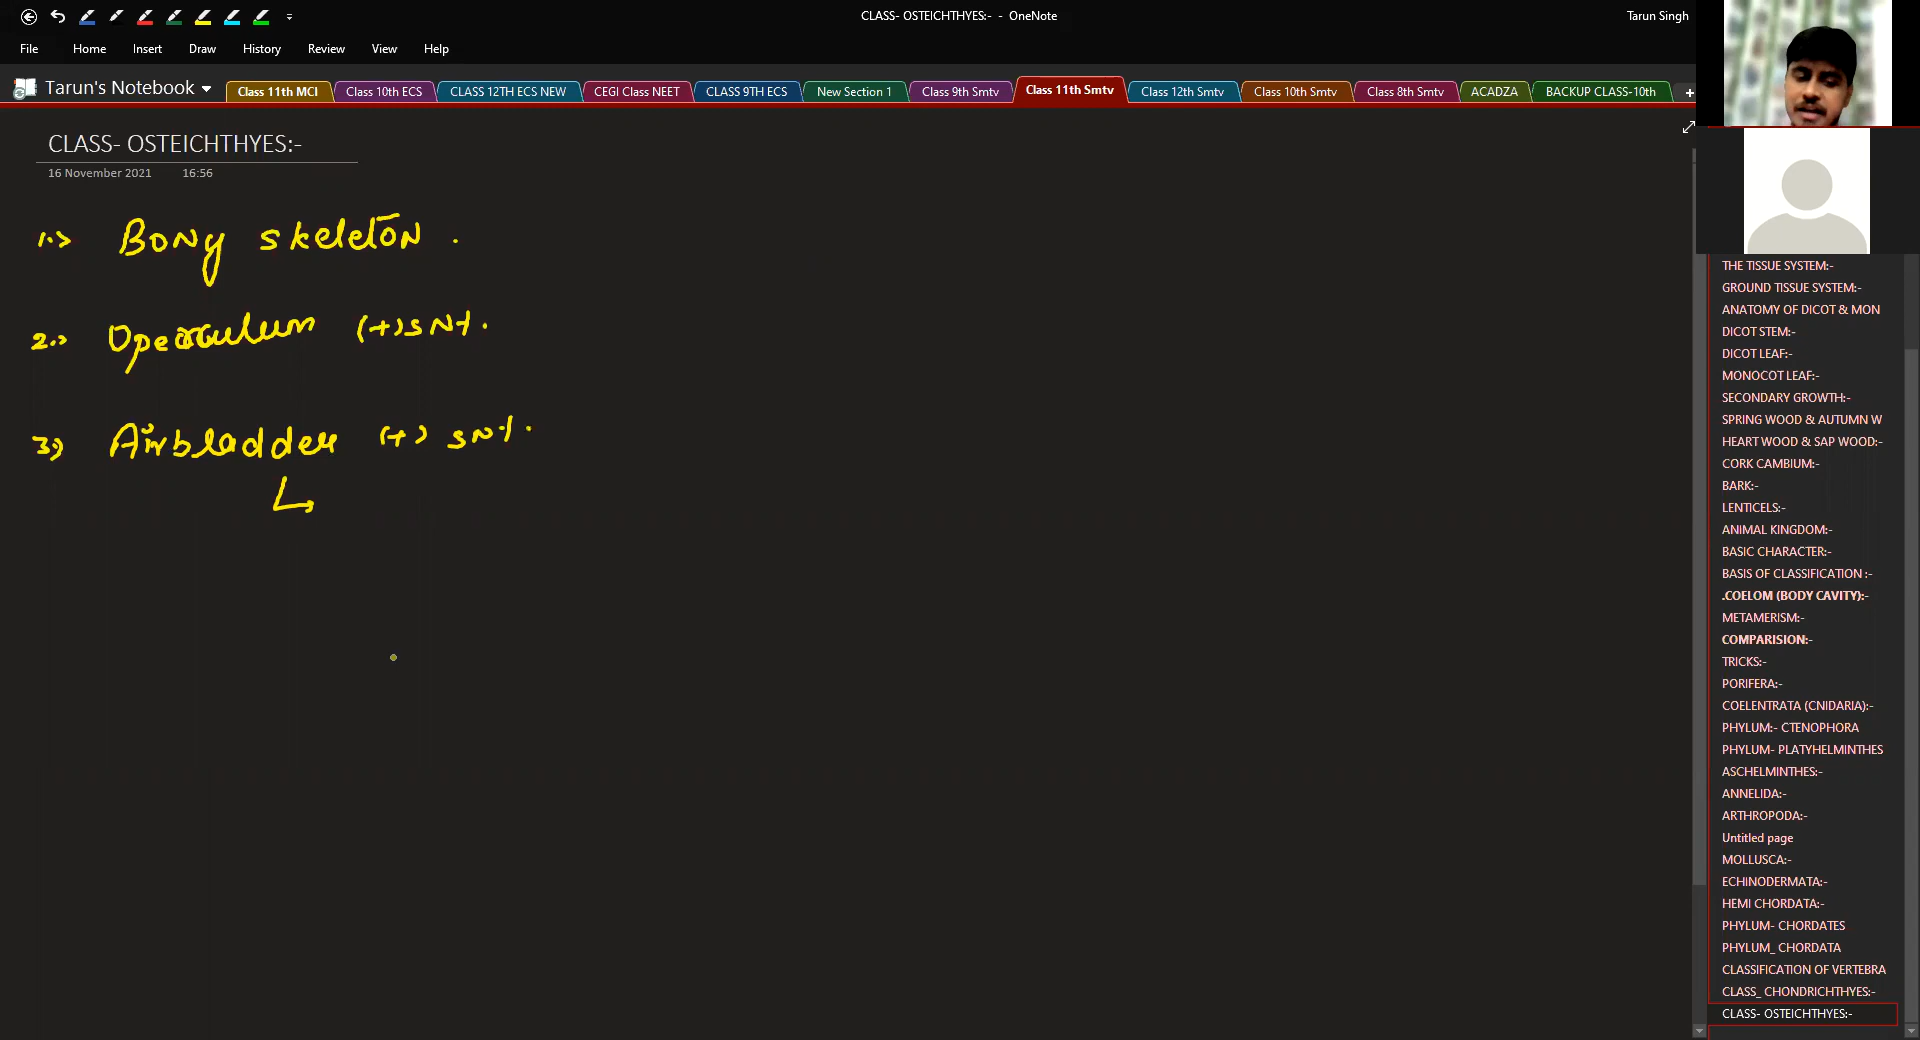 CLASS- OSTEICHTHYES:- - OneNote
Tarun Singh
File Home Insert Draw History Review View Help
Tarun's Notebook
Class 11th MCI Class 10th ECS CLASS 12TH ECS NEW CEGI Class NEET CLASS 9TH ECS New Section 1 Class 9th Smtv Class 11th Smtv Class 12th Smtv Class 10th Smtv Class 8th Smtv ACADZA BACKUP CLASS-10th
CLASS- OSTEICHTHYES:-
16 November 2021 16:56
1.> Bony skeleton .
2.> Operculum (+)snt.
3) Airbladder (+) snt.
THE TISSUE SYSTEM:-
GROUND TISSUE SYSTEM:-
ANATOMY OF DICOT & MON
DICOT STEM:-
DICOT LEAF:-
MONOCOT LEAF:-
SECONDARY GROWTH:-
SPRING WOOD & AUTUMN W
HEART WOOD & SAP WOOD:-
CORK CAMBIUM:-
BARK:-
LENTICELS:-
ANIMAL KINGDOM:-
BASIC CHARACTER:-
BASIS OF CLASSIFICATION :-
.COELOM (BODY CAVITY):-
METAMERISM:-
COMPARISION:-
TRICKS:-
PORIFERA:-
COELENTRATA (CNIDARIA):-
PHYLUM:- CTENOPHORA
PHYLUM- PLATYHELMINTHES
ASCHELMINTHES:-
ANNELIDA:-
ARTHROPODA:-
Untitled page
MOLLUSCA:-
ECHINODERMATA:-
HEMI CHORDATA:-
PHYLUM- CHORDATES
PHYLUM_ CHORDATA
CLASSIFICATION OF VERTEBRA
CLASS_ CHONDRICHTHYES:-
CLASS- OSTEICHTHYES:-